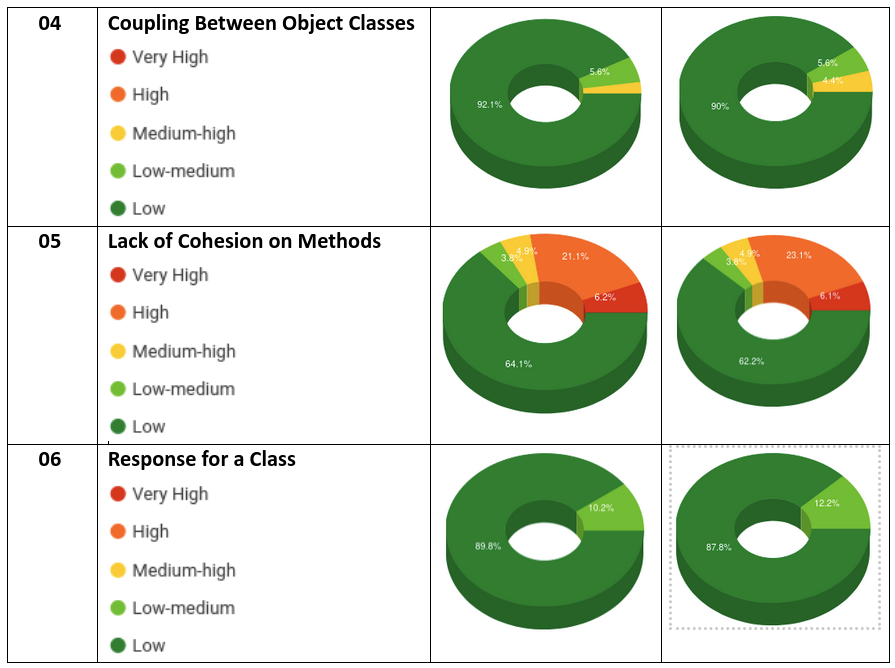 04
Coupling Between Object Classes
Very High
High
Medium-high
Low-medium
Low
5.6%
92.1%
5.6%
4.4%
90%
05
Lack of Cohesion on Methods
Very High
High
Medium-high
Low-medium
Low
4.9%
3.8%
21.1%
6.2%
64.1%
4.9%
3.8%
23.1%
6.1%
62.2%
06
Response for a Class
Very High
High
Medium-high
Low-medium
Low
10.2%
89.8%
12.2%
87.8%